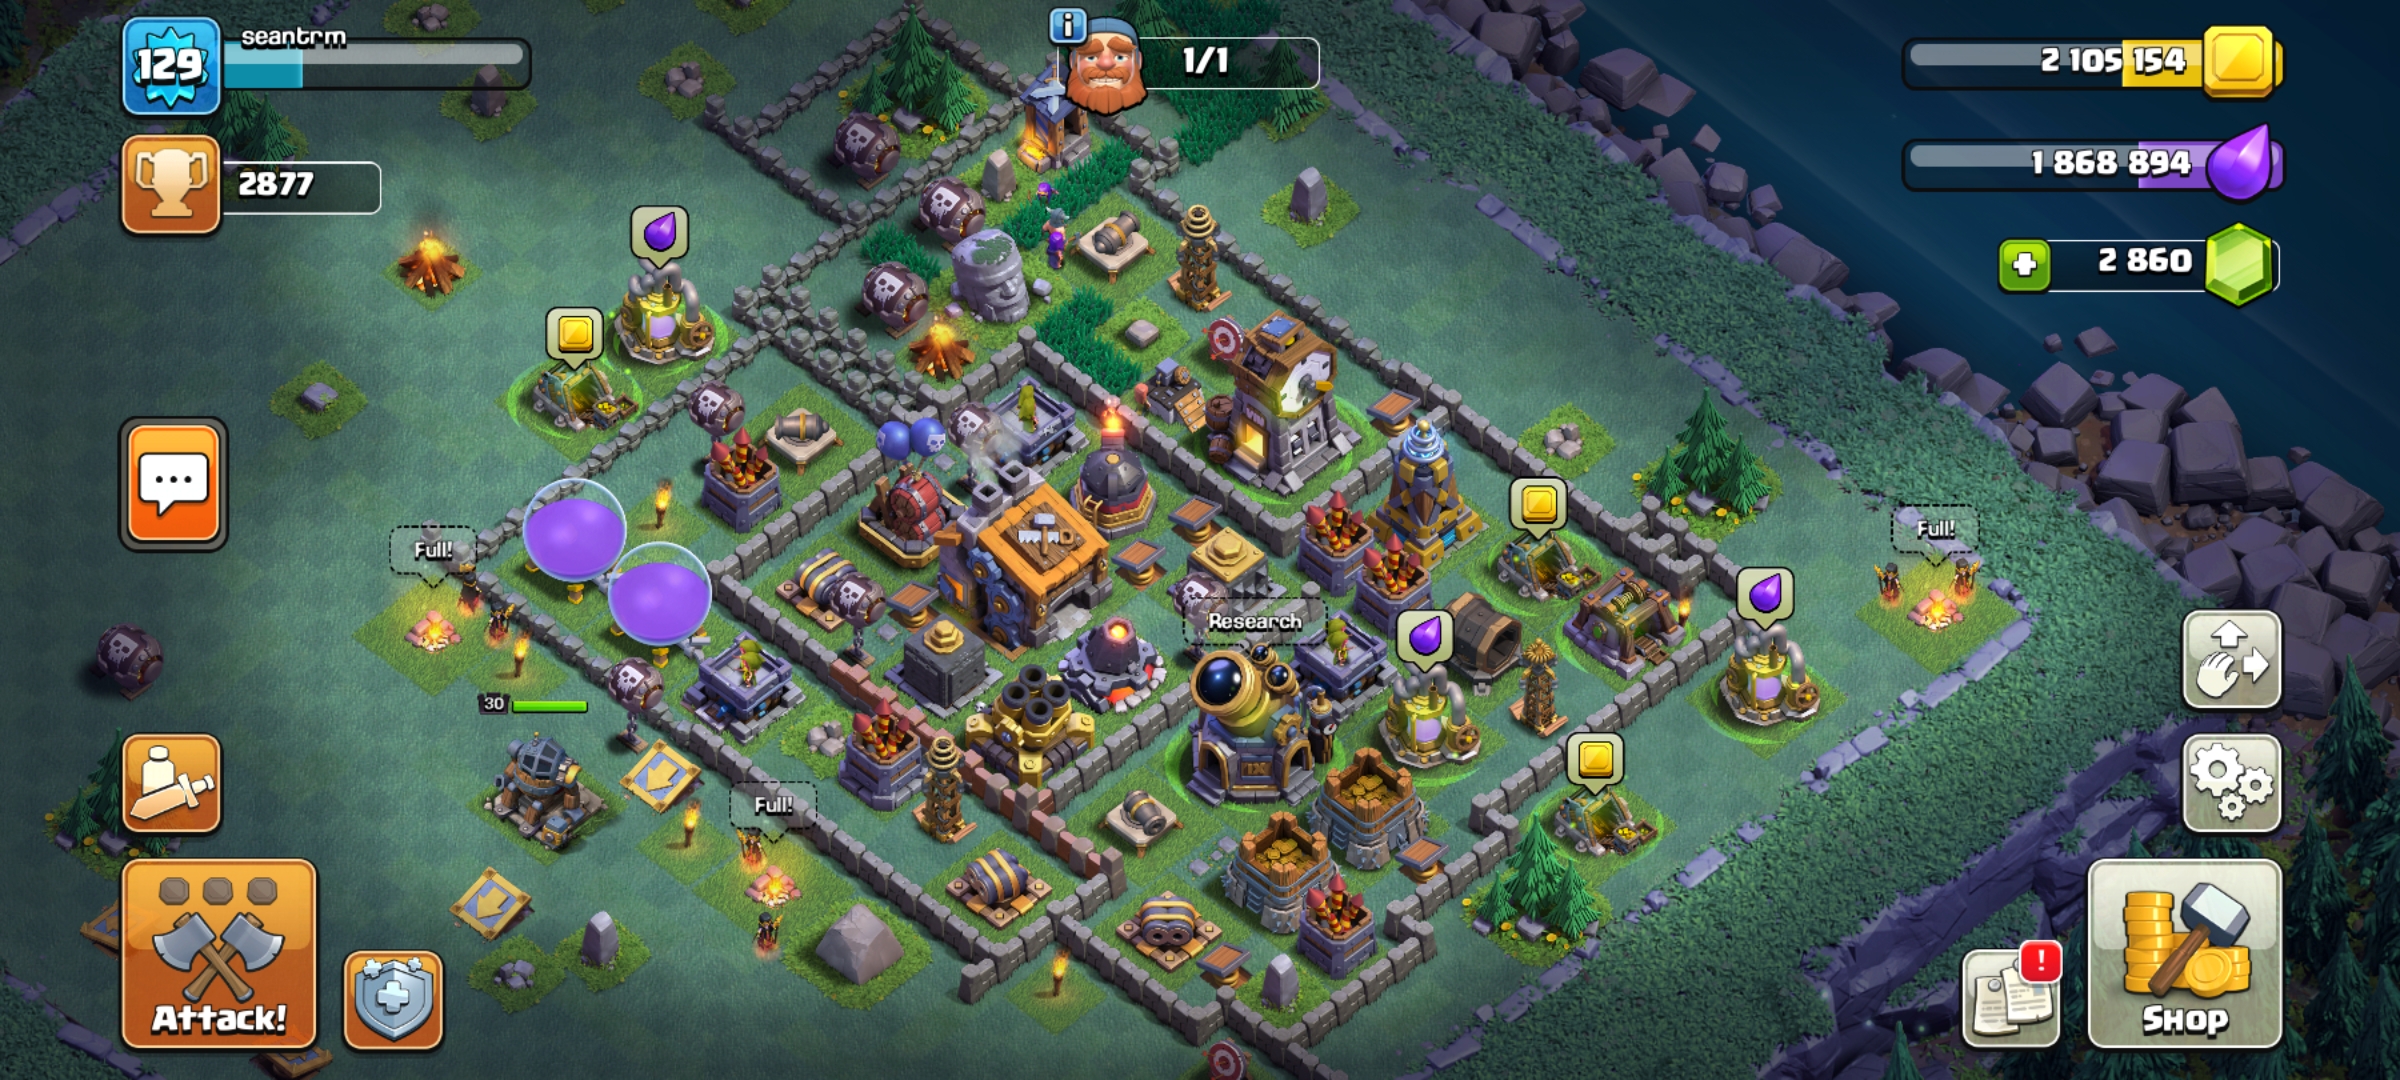 129
seantrm
i
1/1
2 105 154
2877
1 868 894
2 860
Full!
Full!
Research
30
Full!
IX
Attack!
!
Shop